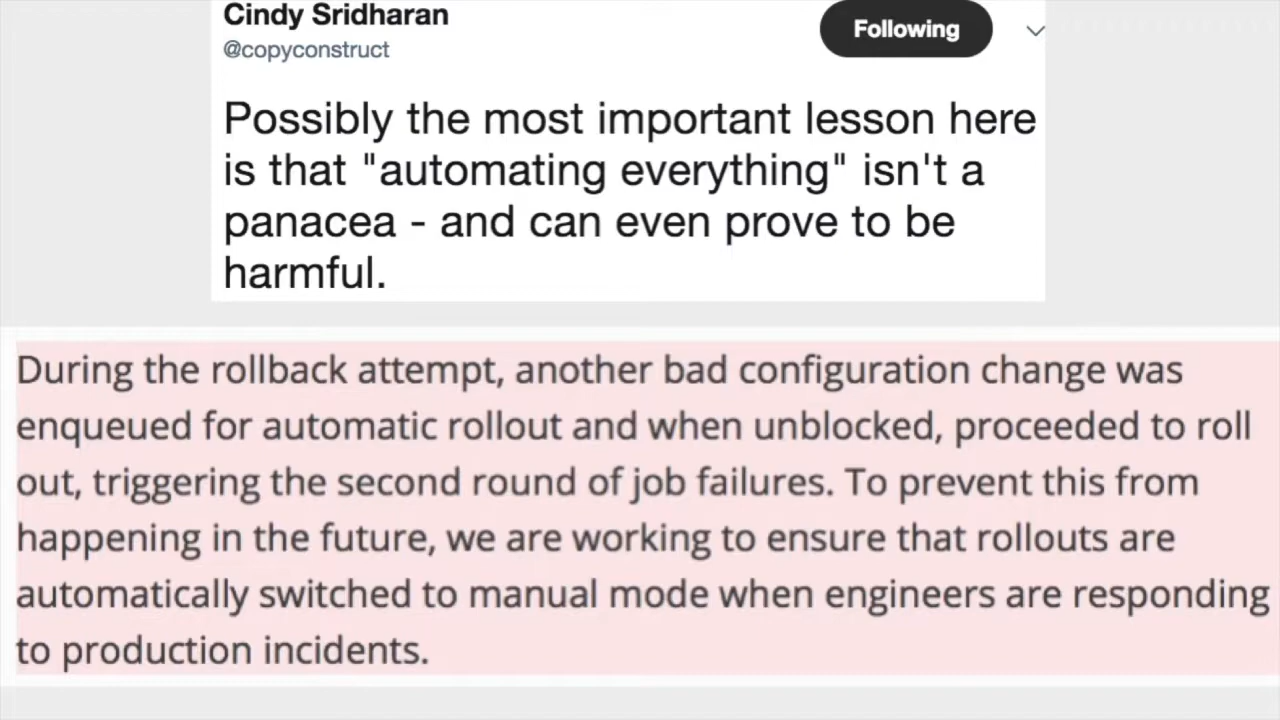 Cindy Sridharan
Following
@copyconstruct
Possibly the most important lesson here
is that "automating everything" isn't a
panacea - and can even prove to be
harmful.
During the rollback attempt, another bad configuration change was
enqueued for automatic rollout and when unblocked, proceeded to roll
out, triggering the second round of job failures. To prevent this from
happening in the future, we are working to ensure that rollouts are
automatically switched to manual mode when engineers are responding
to production incidents.